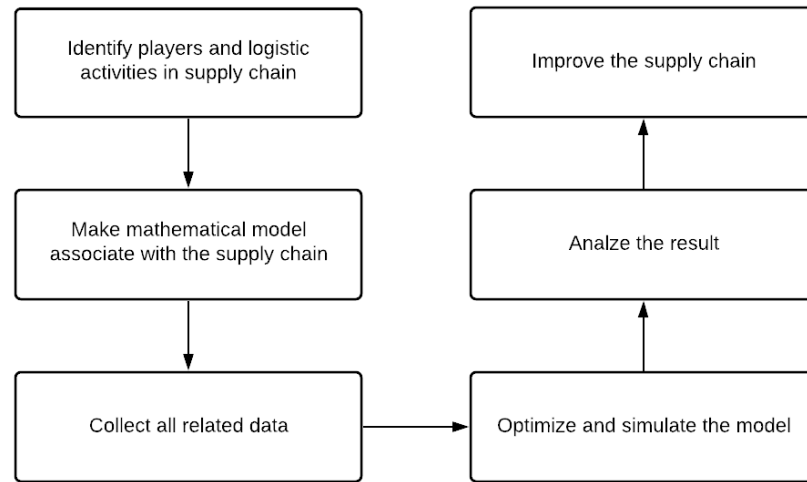 Identify players and logistic
activities in supply chain
Make mathematical model
associate with the supply chain
Collect all related data
Optimize and simulate the model
Analze the result
Improve the supply chain